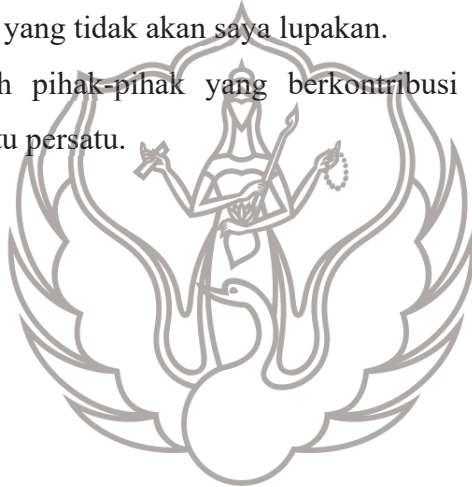 yang tidak akan saya lupakan.
h pihak-pihak yang berkontribusi
tu persatu.